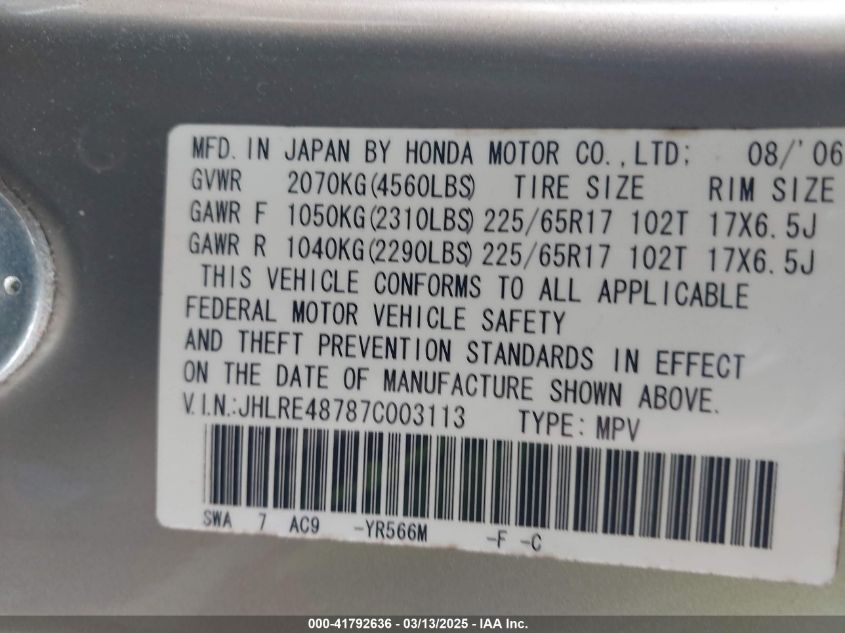 MFD. IN JAPAN BY HONDA MOTOR CO.,LTD: 08/'06
GVWR 2070KG(4560LBS) TIRE SIZE RIM SIZE
GAWR F 1050KG(2310LBS) 225/65R17 102T 17X6.5J
GAWR R 1040KG(2290LBS) 225/65R17 102T 17X6.5J
THIS VEHICLE CONFORMS TO ALL APPLICABLE
FEDERAL MOTOR VEHICLE SAFETY
AND THEFT PREVENTION STANDARDS IN EFFECT
ON THE DATE OF MANUFACTURE SHOWN ABOVE.
V.I.N.:JHLRE48787C003113 TYPE: MPV
SWA 7 AC9 -YR566M -F -C
000-41792636 - 03/13/2025 - IAA Inc.